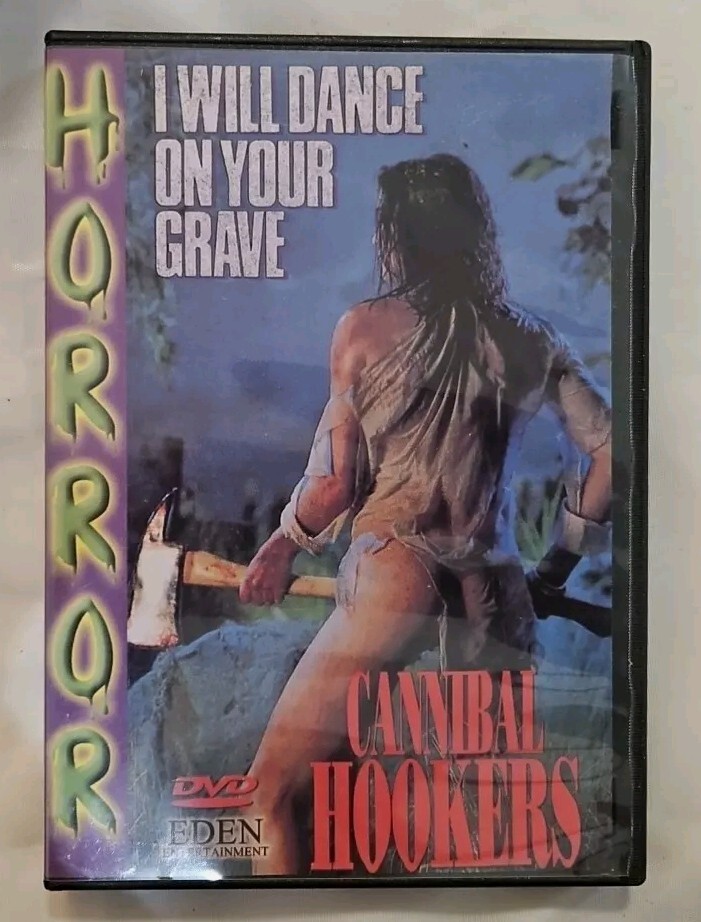 HORROR
I WILL DANCE
ON YOUR
GRAVE
CANNIBAL
HOOKERS
DVD
EDEN
ENTERTAINMENT